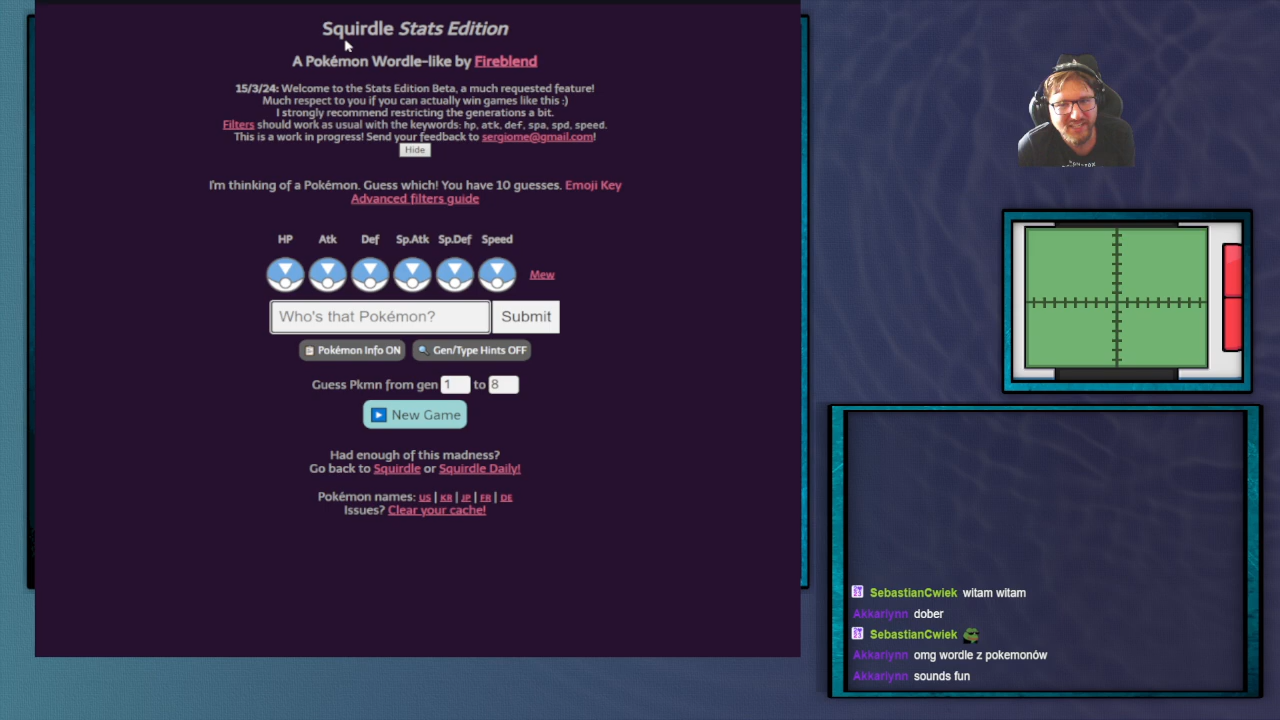 Squirdle Stats Edition
A Pokémon Wordle-like by Fireblend
15/3/24: Welcome to the Stats Edition Beta, a much requested feature!
Much respect to you if you can actually win games like this :)
I strongly recommend restricting the generations a bit.
Filters should work as usual with the keywords: hp, atk, def, spa, spd, speed.
This is a work in progress! Send your feedback to sergiome@gmail.com!
Hide
I'm thinking of a Pokémon. Guess which! You have 10 guesses. Emoji Key
Advanced filters guide
HP Atk Def Sp.Atk Sp.Def Speed
Mew
Who's that Pokémon? Submit
Pokémon Info ON Gen/Type Hints OFF
Guess Pkmn from gen 1 to 8
New Game
Had enough of this madness?
Go back to Squirdle or Squirdle Daily!
Pokémon names: US | KR | JP | FR | DE
Issues? Clear your cache!
SebastianCwiek witam witam
Akkarlynn dober
SebastianCwiek
Akkarlynn omg wordle z pokemonów
Akkarlynn sounds fun